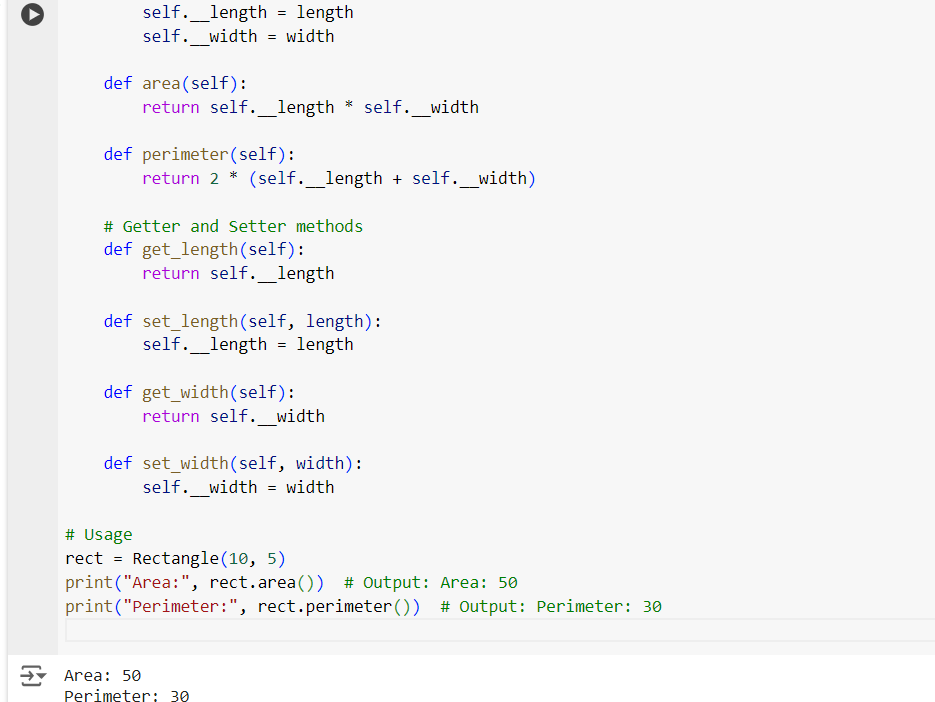 self.__length = length
        self.__width = width

    def area(self):
        return self.__length * self.__width

    def perimeter(self):
        return 2 * (self.__length + self.__width)

    # Getter and Setter methods
    def get_length(self):
        return self.__length

    def set_length(self, length):
        self.__length = length

    def get_width(self):
        return self.__width

    def set_width(self, width):
        self.__width = width

# Usage
rect = Rectangle(10, 5)
print("Area:", rect.area())  # Output: Area: 50
print("Perimeter:", rect.perimeter())  # Output: Perimeter: 30

Area: 50
Perimeter: 30